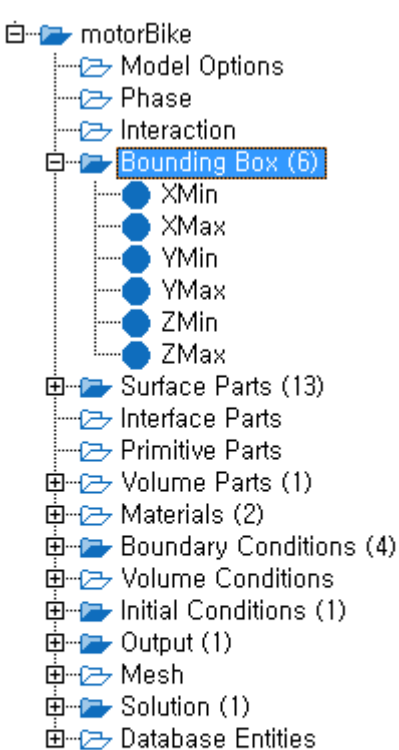 motorBike
Model Options
Phase
Interaction
Bounding Box (6)
XMin
XMax
YMin
YMax
ZMin
ZMax
Surface Parts (13)
Interface Parts
Primitive Parts
Volume Parts (1)
Materials (2)
Boundary Conditions (4)
Volume Conditions
Initial Conditions (1)
Output (1)
Mesh
Solution (1)
Database Entities